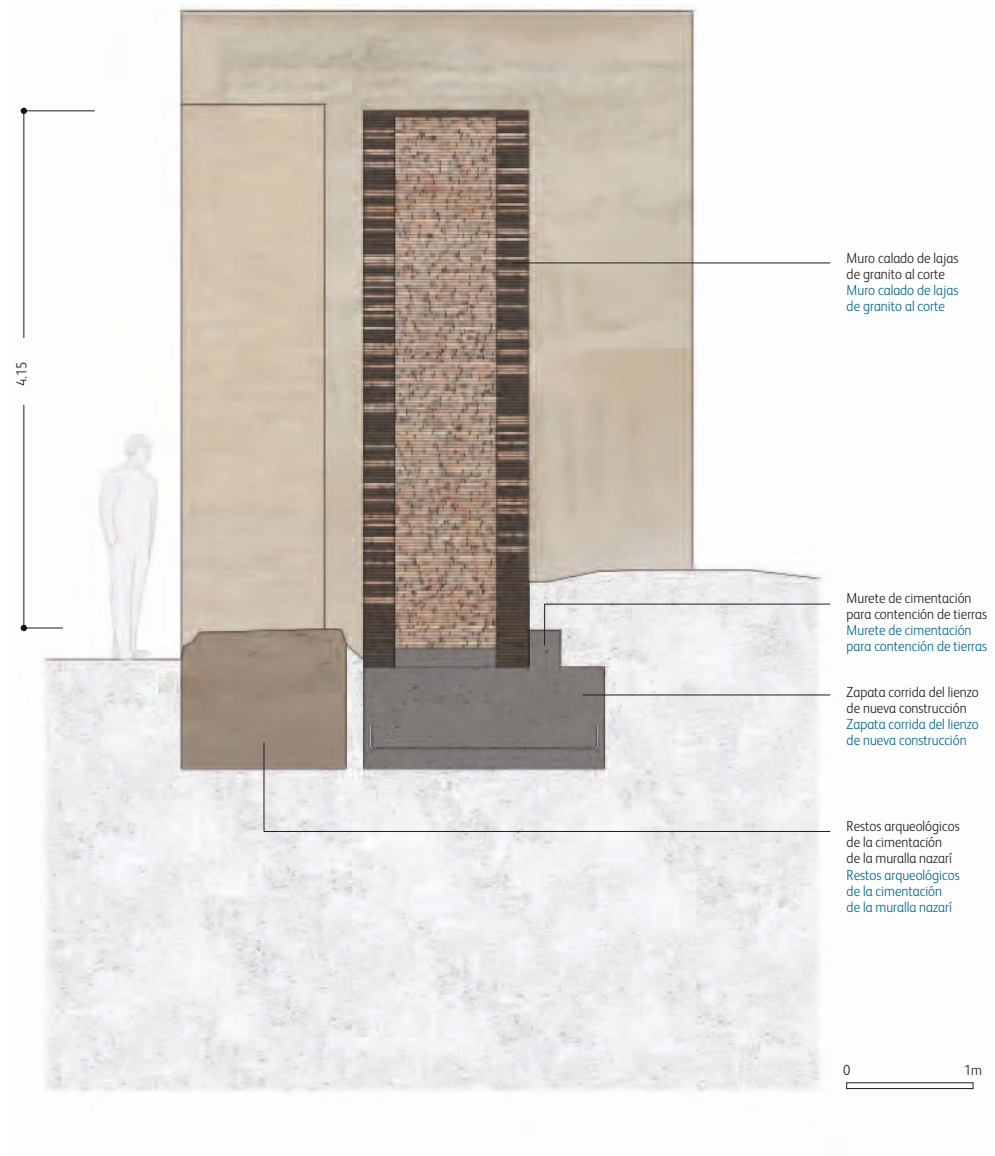 Muro calado de lajas
de granito al corte
Muro calado de lajas
de granito al corte
4.15
Murete de cimentación
para contención de tierras
Murete de cimentación
para contención de tierras
Zapata corrida del lienzo
de nueva construcción
Zapata corrida del lienzo
de nueva construcción
Restos arqueológicos
de la cimentación
de la muralla nazarí
Restos arqueológicos
de la cimentación
de la muralla nazarí
0 1m